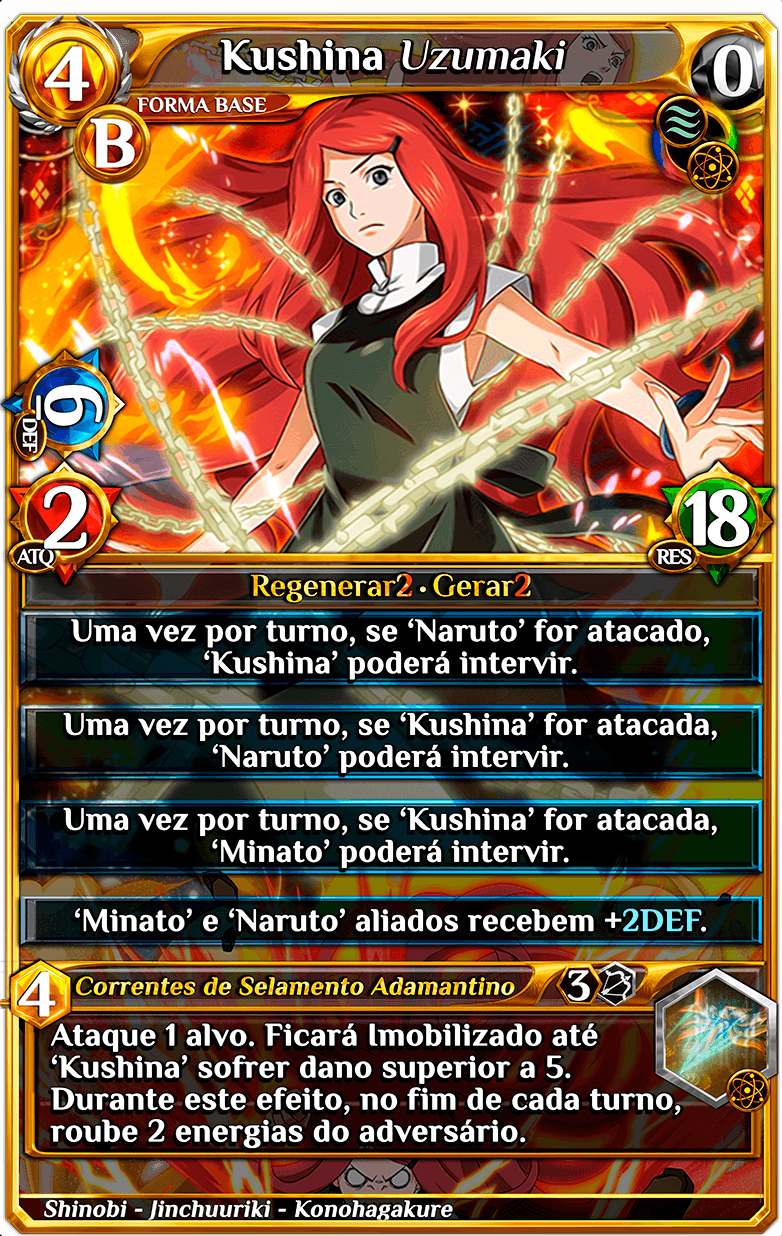 4
Kushina Uzumaki
0
FORMA BASE
B
6
DEF
2
ATQ
18
RES
Regenerar2 · Gerar2
Uma vez por turno, se ‘Naruto’ for atacado,
‘Kushina’ poderá intervir.
Uma vez por turno, se ‘Kushina’ for atacada,
‘Naruto’ poderá intervir.
Uma vez por turno, se ‘Kushina’ for atacada,
‘Minato’ poderá intervir.
‘Minato’ e ‘Naruto’ aliados recebem +2DEF.
4
Correntes de Selamento Adamantino
3
Ataque 1 alvo. Ficará Imobilizado até
‘Kushina’ sofrer dano superior a 5.
Durante este efeito, no fim de cada turno,
roube 2 energias do adversário.
Shinobi - Jinchuuriki - Konohagakure